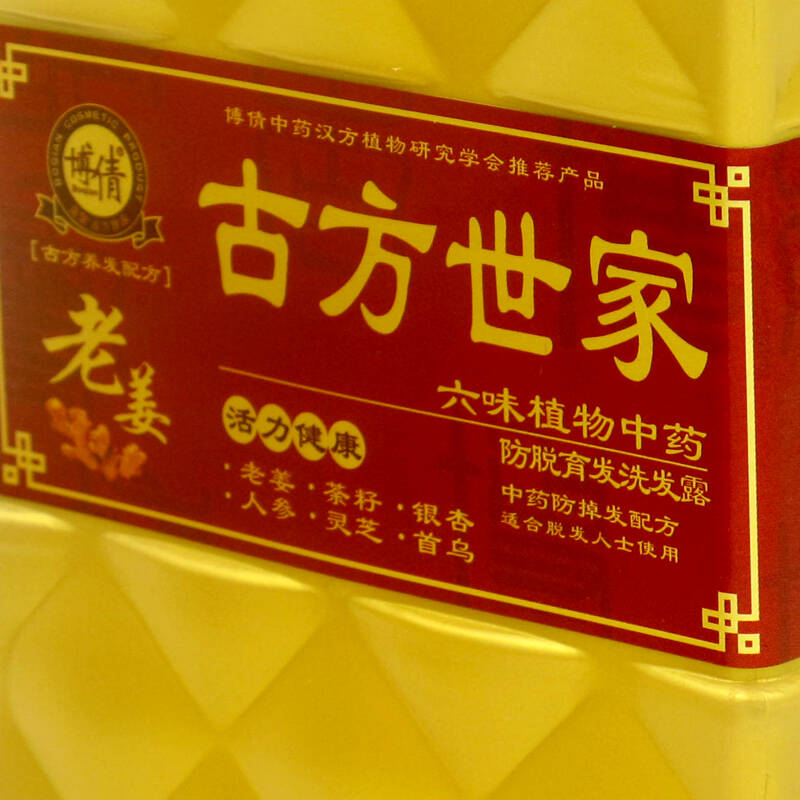 博倩中药汉方植物研究学会推荐产品
BOQIAN COSMETIC PRODUCT
博倩®
[古方养发配方]
古方世家
老姜
六味植物中药
防脱育发洗发露
活力健康
·老姜·茶籽·银杏
·人参·灵芝·首乌
中药防掉发配方
适合脱发人士使用